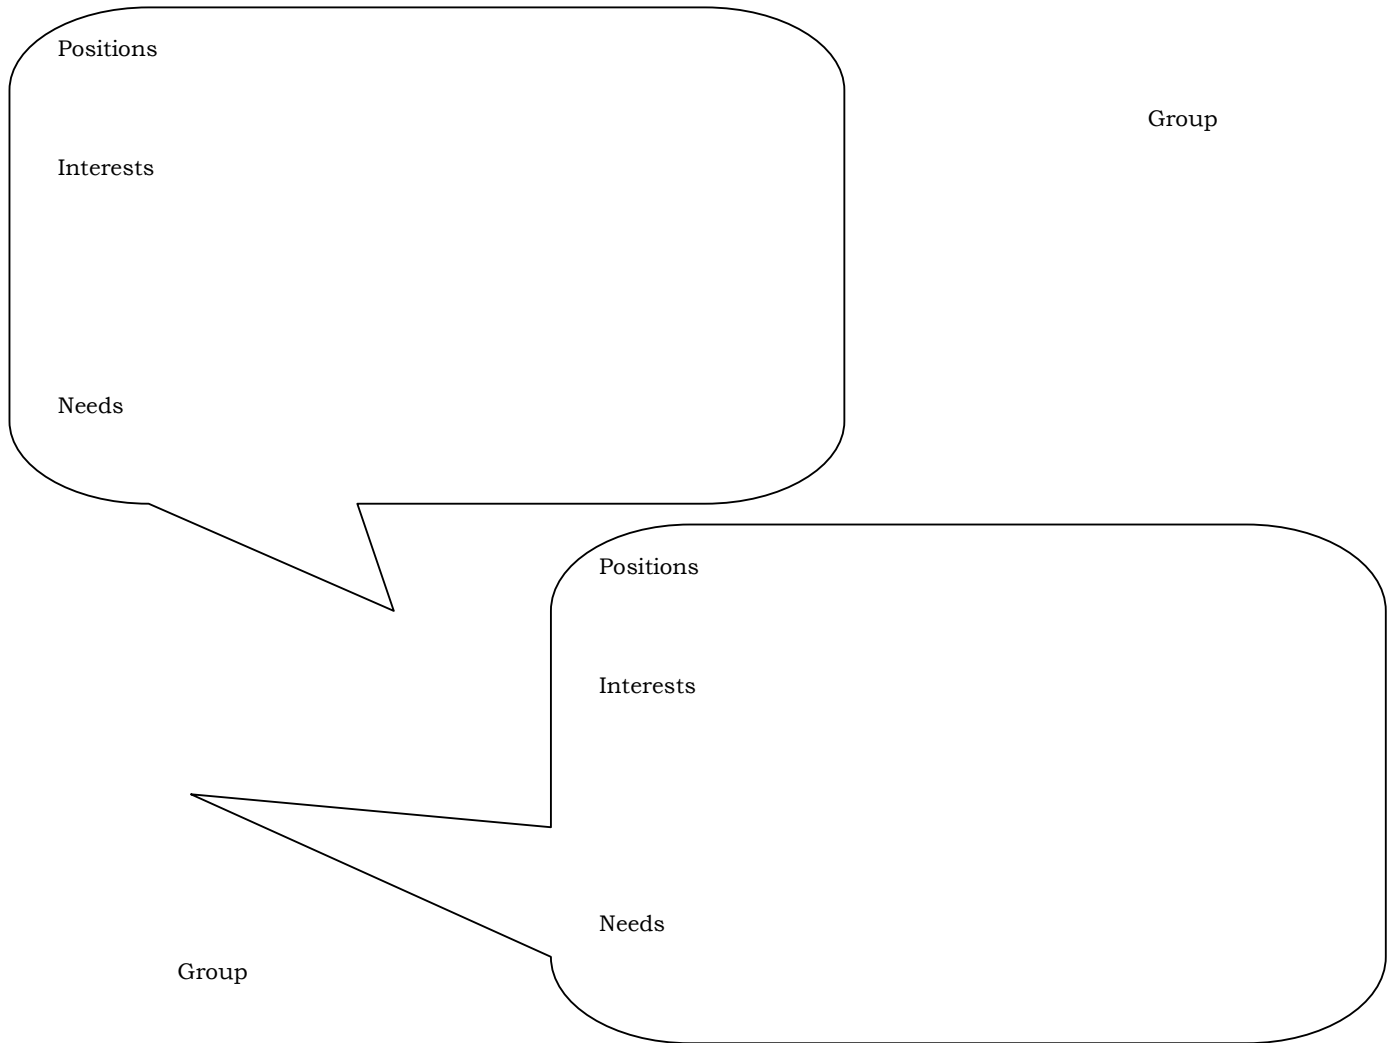 Positions
Interests
Needs
Group
Positions
Interests
Needs
Group